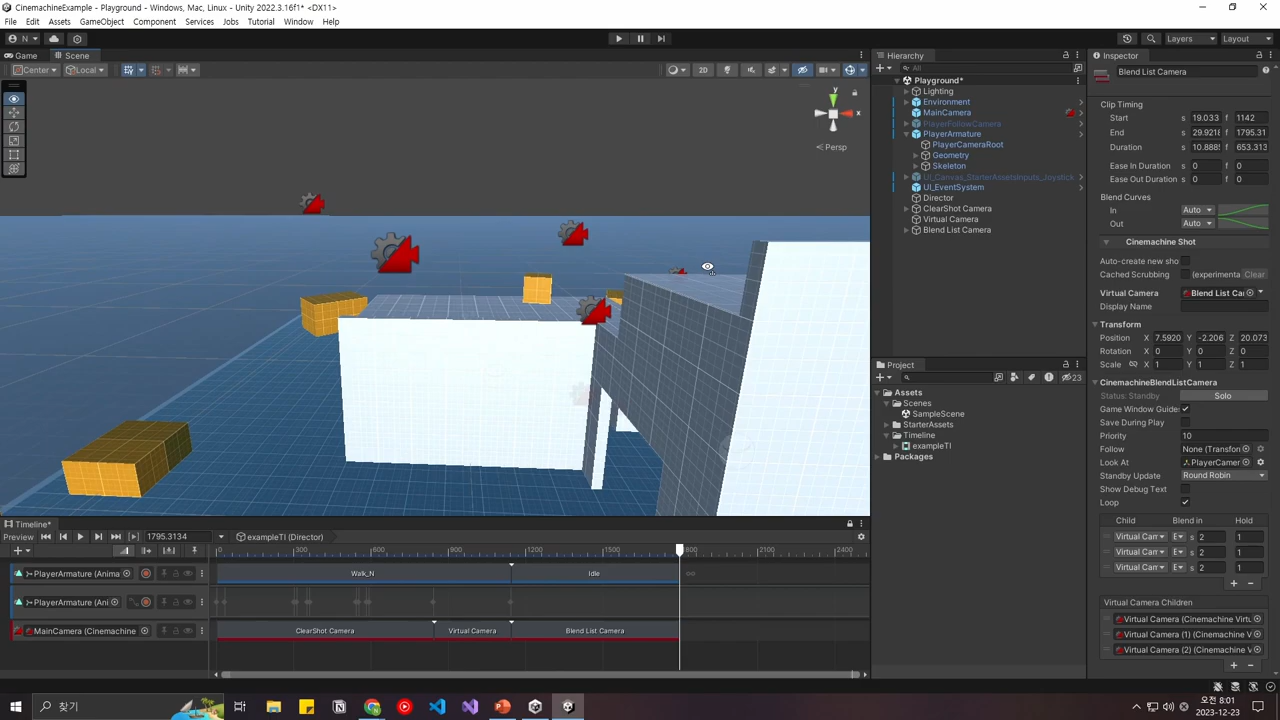 CinemachineExample - Playground - Windows, Mac, Linux - Unity 2022.3.16f1* <DX11>
File Edit Assets GameObject Component Services Jobs Tutorial Window Help
N Layers Layout
Game Scene
Center Local 2D
y
x
Persp
Hierarchy
All
Playground*
Lighting
Environment
MainCamera
PlayerFollowCamera
PlayerArmature
PlayerCameraRoot
Geometry
Skeleton
UI_Canvas_StarterAssetsInputs_Joystick
UI_EventSystem
Director
ClearShot Camera
Virtual Camera
Blend List Camera
Project
23
Assets
Scenes
SampleScene
StarterAssets
Timeline
exampleTI
Packages
Inspector
Blend List Camera
Clip Timing
Start s 19.033 f 1142
End s 29.921 f 1795.31
Duration s 10.888 f 653.313
Ease In Duration s 0 f 0
Ease Out Duration s 0 f 0
Blend Curves
In Auto
Out Auto
Cinemachine Shot
Auto-create new sho
Cached Scrubbing (experimenta Clear
Virtual Camera Blend List Ca
Display Name
Transform
Position X 7.5920 Y -2.206 Z 20.073
Rotation X 0 Y 0 Z 0
Scale X 1 Y 1 Z 1
CinemachineBlendListCamera
Status: Standby Solo
Game Window Guide
Save During Play
Priority 10
Follow None (Transfor
Look At PlayerCamer
Standby Update Round Robin
Show Debug Text
Loop
Child Blend in Hold
Virtual Cam E s 2 1
Virtual Cam E s 2 1
Virtual Cam E s 2 1
Virtual Camera Children
Virtual Camera (Cinemachine Virtu
Virtual Camera (1) (Cinemachine V
Virtual Camera (2) (Cinemachine V
Timeline*
Preview 1795.3134 exampleTI (Director)
0 300 600 900 1200 1500 800 2100 2400
PlayerArmature (Anima Walk_N Idle
PlayerArmature (Ani
MainCamera (Cinemachine ClearShot Camera Virtual Camera Blend List Camera
찾기
오후 8:01
2023-12-23